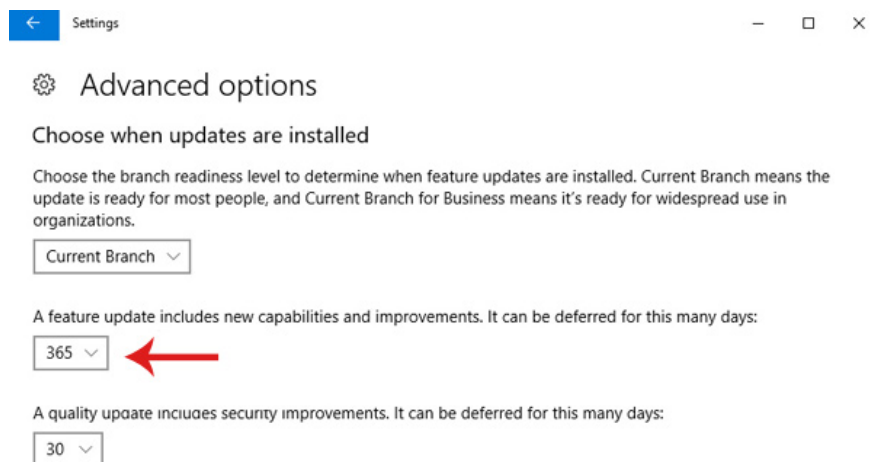 Settings
Advanced options
Choose when updates are installed
Choose the branch readiness level to determine when feature updates are installed. Current Branch means the
update is ready for most people, and Current Branch for Business means it's ready for widespread use in
organizations.
Current Branch
A feature update includes new capabilities and improvements. It can be deferred for this many days:
365
A quality update includes security improvements. It can be deferred for this many days:
30